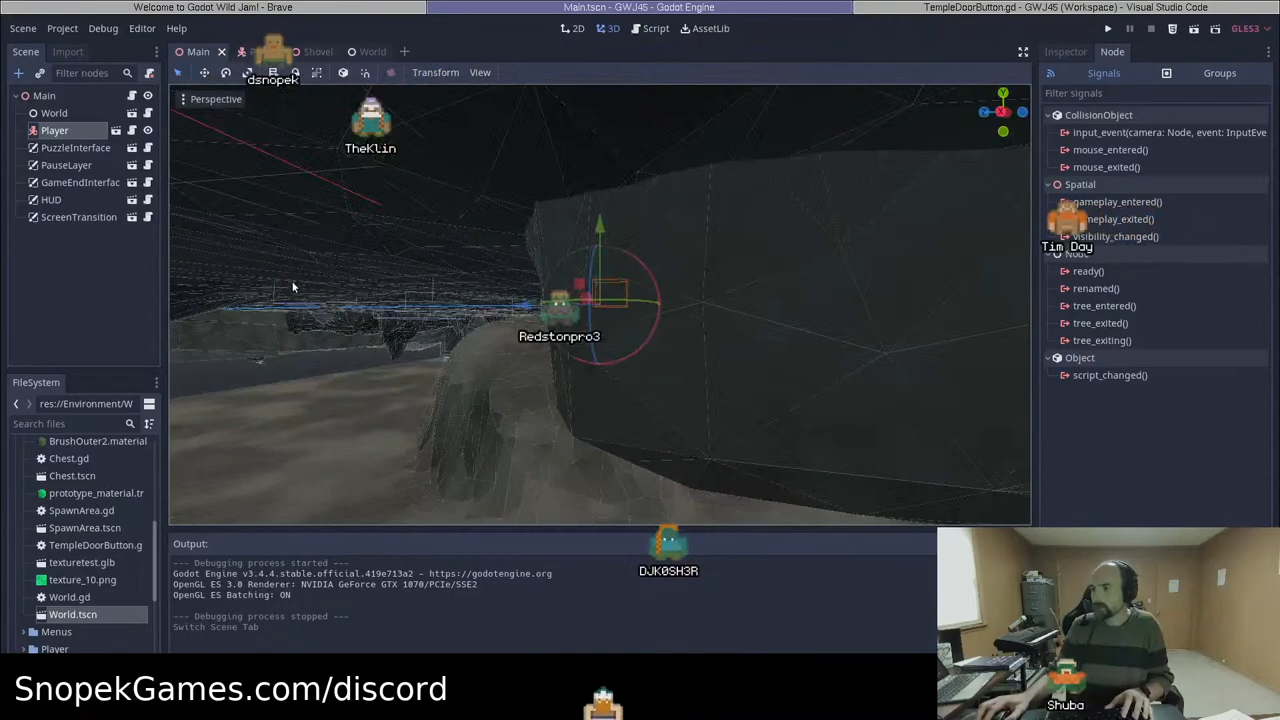 Welcome to Godot Wild Jam! - Brave
Main.tscn - GWJ45 - Godot Engine
TempleDoorButton.gd - GWJ45 (Workspace) - Visual Studio Code
Scene
Project
Debug
Editor
Help
2D
3D
Script
AssetLib
GLES3
Scene
Import
Main
Shovel
World
Inspector
Node
Filter nodes
Transform
View
Signals
Groups
dsnopek
Perspective
TheKlin
Filter signals
Main
World
Player
PuzzleInterface
PauseLayer
GameEndInterfac
HUD
ScreenTransition
CollisionObject
input_event(camera: Node, event: InputEve
mouse_entered()
mouse_exited()
Spatial
gameplay_entered()
visibility_changed()
Tim Day
ready()
renamed()
tree_entered()
tree_exited()
tree_exiting()
Object
script_changed()
Redstonpro3
FileSystem
res://Environment/W
Search files
BrushOuter2.material
Chest.gd
Chest.tscn
prototype_material.tr
SpawnArea.gd
SpawnArea.tscn
TempleDoorButton.g
texturetest.glb
texture_10.png
World.gd
World.tscn
Menus
Player
Output:
--- Debugging process started ---
Godot Engine v3.4.4.stable.official.419e713a2 - https://godotengine.org
OpenGL ES 3.0 Renderer: NVIDIA GeForce GTX 1070/PCIe/SSE2
OpenGL ES Batching: ON
--- Debugging process stopped ---
Switch Scene Tab
DJK0SH3R
SnopekGames.com/discord
Shuba